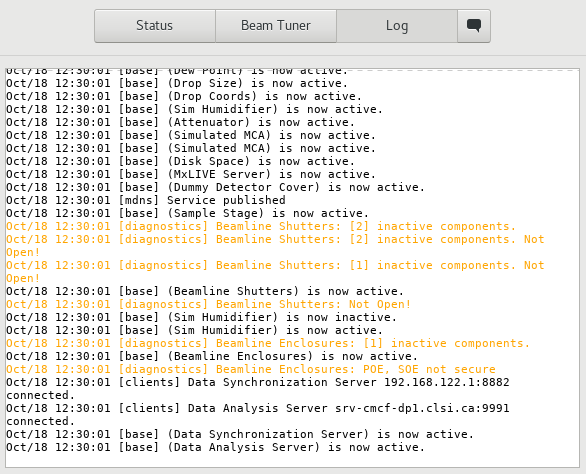 Status
Beam Tuner
Log
Oct/18 12:30:01 [base] (Dew Point) is now active.
Oct/18 12:30:01 [base] (Drop Size) is now active.
Oct/18 12:30:01 [base] (Drop Coords) is now active.
Oct/18 12:30:01 [base] (Sim Humidifier) is now active.
Oct/18 12:30:01 [base] (Attenuator) is now active.
Oct/18 12:30:01 [base] (Simulated MCA) is now active.
Oct/18 12:30:01 [base] (Simulated MCA) is now active.
Oct/18 12:30:01 [base] (Disk Space) is now active.
Oct/18 12:30:01 [base] (MxLIVE Server) is now active.
Oct/18 12:30:01 [base] (Dummy Detector Cover) is now active.
Oct/18 12:30:01 [mdns] Service published
Oct/18 12:30:01 [base] (Sample Stage) is now active.
Oct/18 12:30:01 [diagnostics] Beamline Shutters: [2] inactive components.
Oct/18 12:30:01 [diagnostics] Beamline Shutters: [2] inactive components. Not
Open!
Oct/18 12:30:01 [diagnostics] Beamline Shutters: [1] inactive components. Not
Open!
Oct/18 12:30:01 [base] (Beamline Shutters) is now active.
Oct/18 12:30:01 [diagnostics] Beamline Shutters: Not Open!
Oct/18 12:30:01 [base] (Sim Humidifier) is now inactive.
Oct/18 12:30:01 [base] (Sim Humidifier) is now active.
Oct/18 12:30:01 [diagnostics] Beamline Enclosures: [1] inactive components.
Oct/18 12:30:01 [base] (Beamline Enclosures) is now active.
Oct/18 12:30:01 [diagnostics] Beamline Enclosures: POE, SOE not secure
Oct/18 12:30:01 [clients] Data Synchronization Server 192.168.122.1:8882
connected.
Oct/18 12:30:01 [clients] Data Analysis Server srv-cmcf-dp1.clsi.ca:9991
connected.
Oct/18 12:30:01 [base] (Data Synchronization Server) is now active.
Oct/18 12:30:01 [base] (Data Analysis Server) is now active.